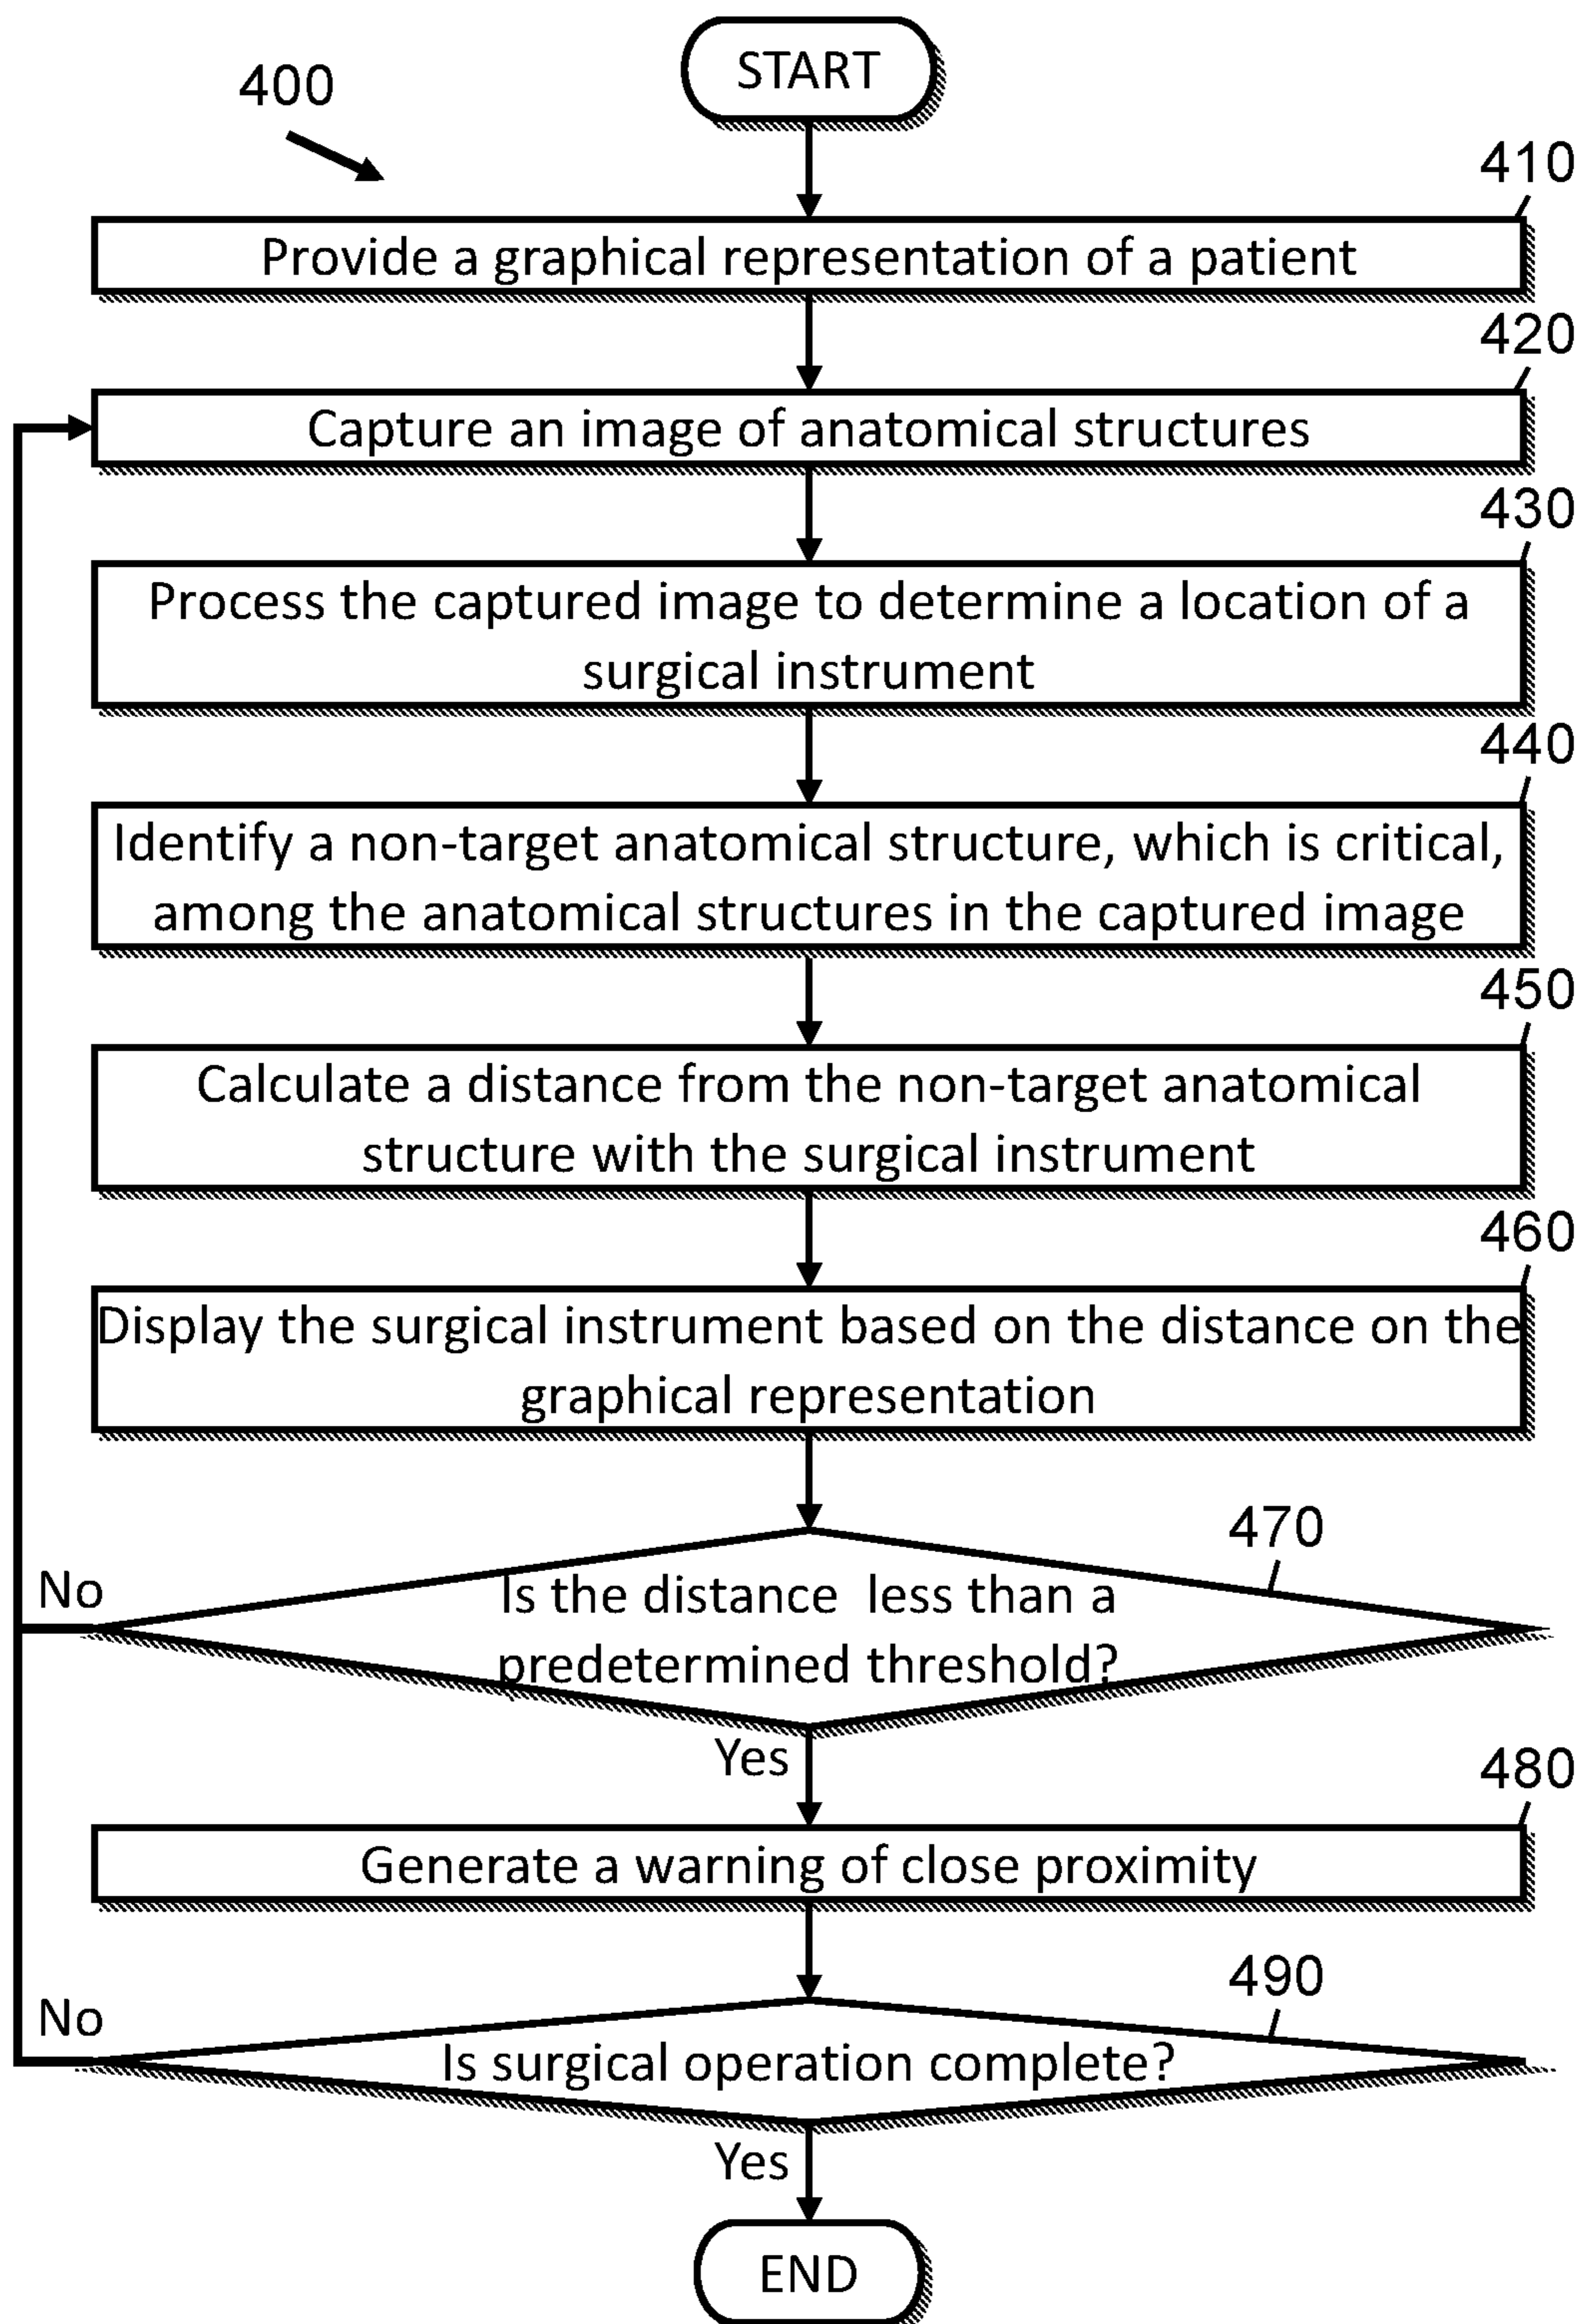 START
400
410
Provide a graphical representation of a patient
420
Capture an image of anatomical structures
430
Process the captured image to determine a location of a
surgical instrument
440
Identify a non-target anatomical structure, which is critical,
among the anatomical structures in the captured image
450
Calculate a distance from the non-target anatomical
structure with the surgical instrument
460
Display the surgical instrument based on the distance on the
graphical representation
470
No
Is the distance less than a
predetermined threshold?
Yes
480
Generate a warning of close proximity
490
No
Is surgical operation complete?
Yes
END